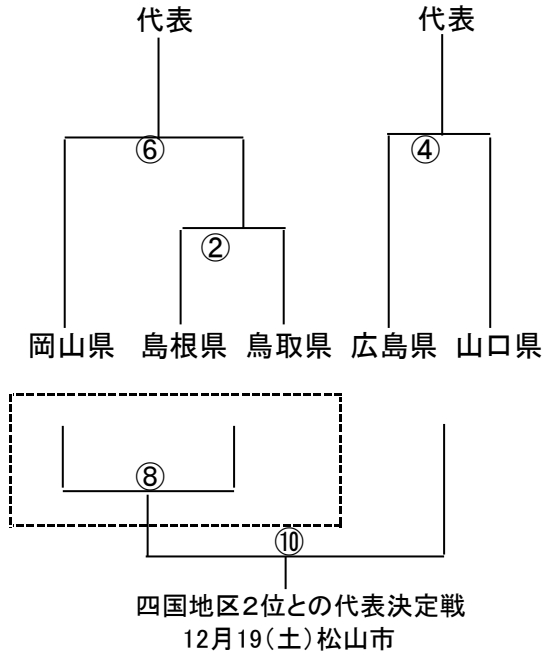 代表 代表
⑥ ④
②
岡山県 島根県 鳥取県 広島県 山口県
⑧
⑩
四国地区2位との代表決定戦
12月19(土)松山市